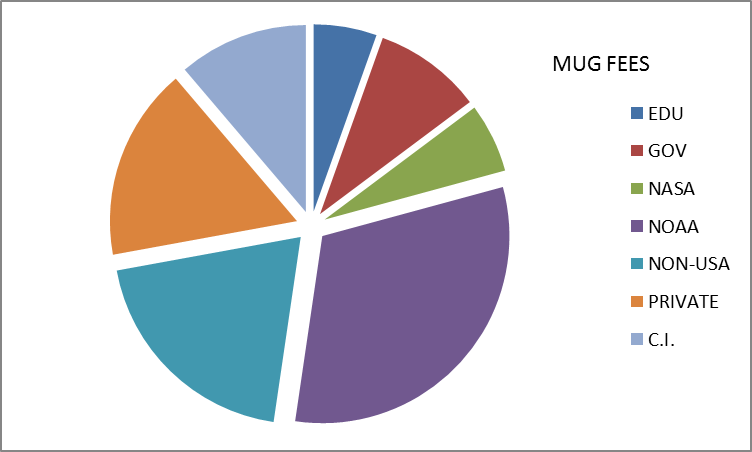 MUG FEES
EDU
GOV
NASA
NOAA
NON-USA
PRIVATE
C.I.